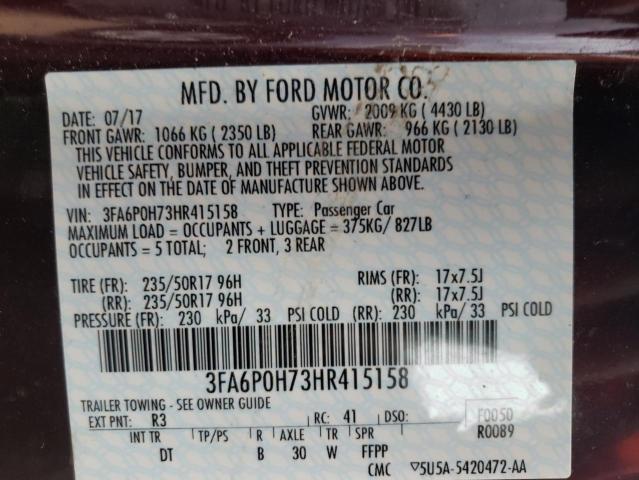 MFD. BY FORD MOTOR CO.
DATE: 07/17 GVWR: 2009 KG ( 4430 LB)
FRONT GAWR: 1066 KG ( 2350 LB) REAR GAWR: 966 KG ( 2130 LB)
THIS VEHICLE CONFORMS TO ALL APPLICABLE FEDERAL MOTOR
VEHICLE SAFETY, BUMPER, AND THEFT PREVENTION STANDARDS
IN EFFECT ON THE DATE OF MANUFACTURE SHOWN ABOVE.
VIN: 3FA6P0H73HR415158 TYPE: Passenger Car
MAXIMUM LOAD = OCCUPANTS + LUGGAGE = 375KG/ 827LB
OCCUPANTS = 5 TOTAL; 2 FRONT, 3 REAR
TIRE (FR): 235/50R17 96H RIMS (FR): 17x7.5J
(RR): 235/50R17 96H (RR): 17x7.5J
PRESSURE (FR): 230 kPa/ 33 PSI COLD (RR): 230 kPa/ 33 PSI COLD
3FA6P0H73HR415158
TRAILER TOWING - SEE OWNER GUIDE
EXT PNT: R3 RC: 41 DSO: F0050
R0089
INT TR TP/PS R AXLE TR SPR
DT B 30 W FFPP
CMC ▽5U5A-5420472-AA